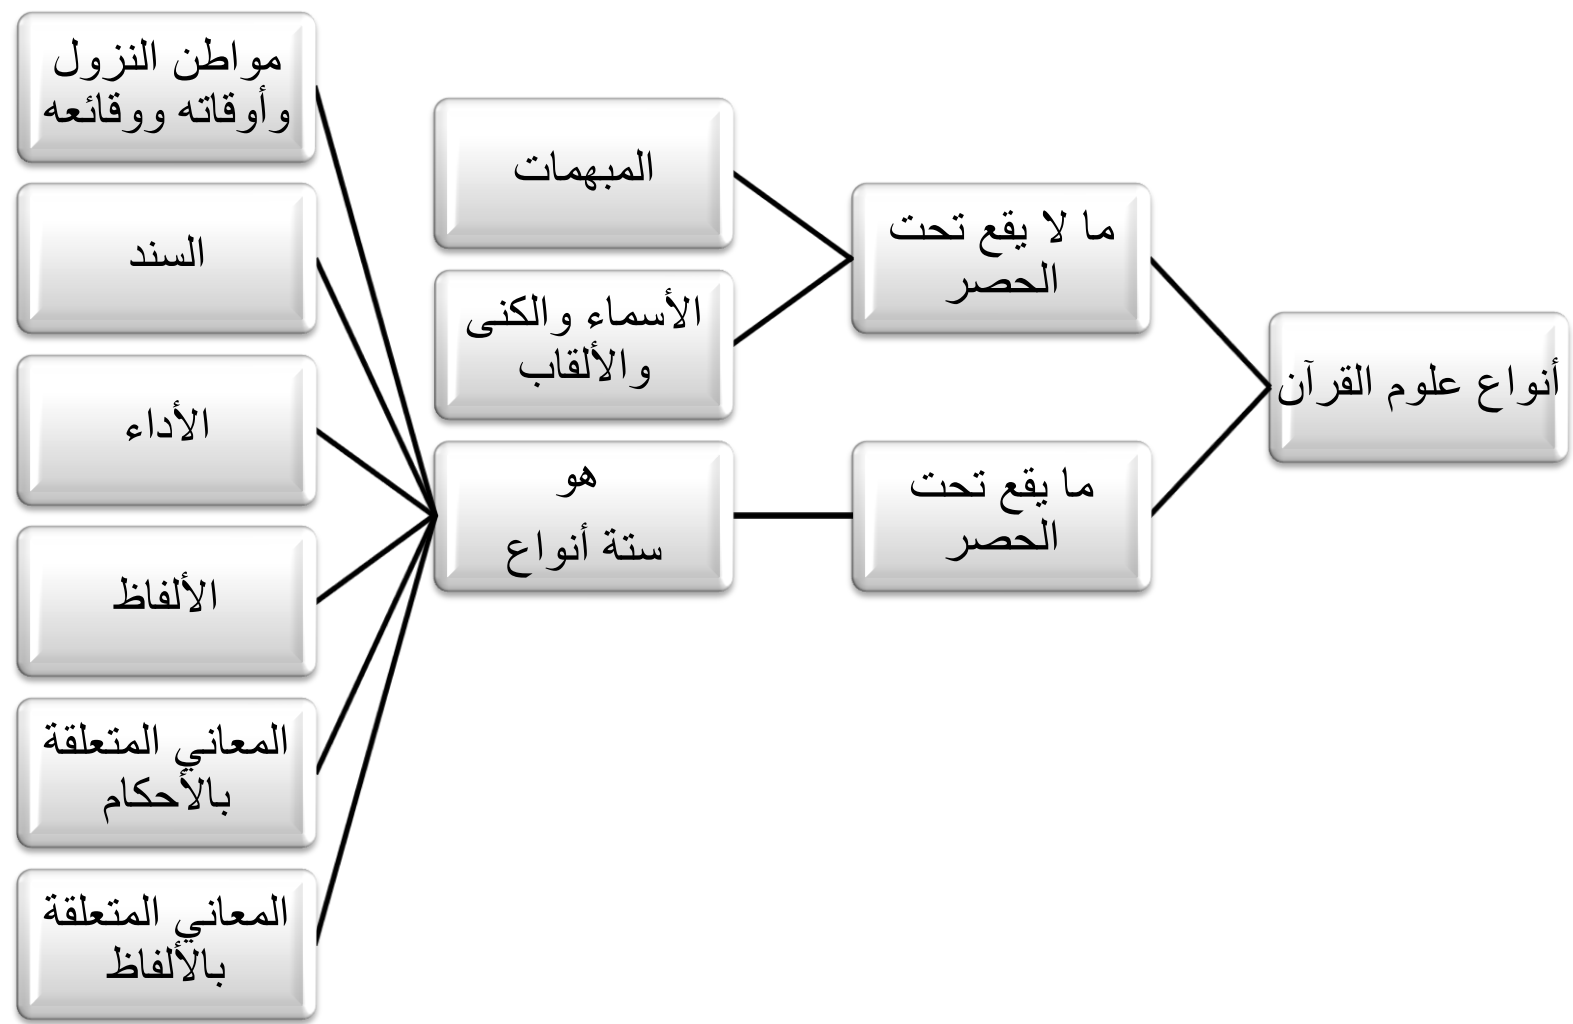 أنواع علوم القرآن
ما لا يقع تحت
الحصر
المبهمات
الأسماء والكنى
والألقاب
ما يقع تحت
الحصر
هو
ستة أنواع
مواطن النزول
وأوقاته ووقائعه
السند
الأداء
الألفاظ
المعاني المتعلقة
بالأحكام
المعاني المتعلقة
بالألفاظ